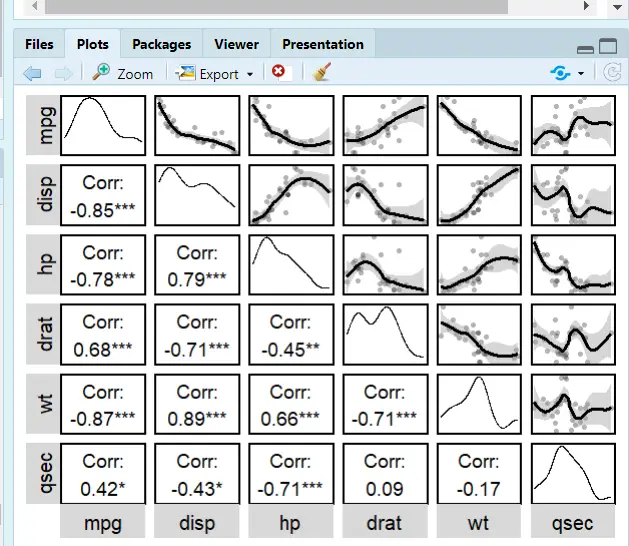 Files Plots Packages Viewer Presentation
Zoom Export
mpg
disp Corr: -0.85***
hp Corr: -0.78*** Corr: 0.79***
drat Corr: 0.68*** Corr: -0.71*** Corr: -0.45**
wt Corr: -0.87*** Corr: 0.89*** Corr: 0.66*** Corr: -0.71***
qsec Corr: 0.42* Corr: -0.43* Corr: -0.71*** Corr: 0.09 Corr: -0.17
mpg disp hp drat wt qsec